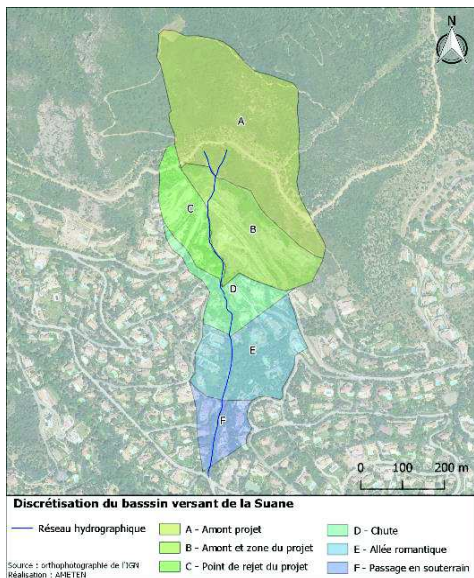 N
A
C
B
D
E
F
0 100 200 m
Discrétisation du basssin versant de la Suane
Réseau hydrographique
A - Amont projet
B - Amont et zone du projet
C - Point de rejet du projet
D - Chute
E - Allée romantique
F - Passage en souterrain
Source : orthophotographie de l'IGN
Réalisation : AMETEN